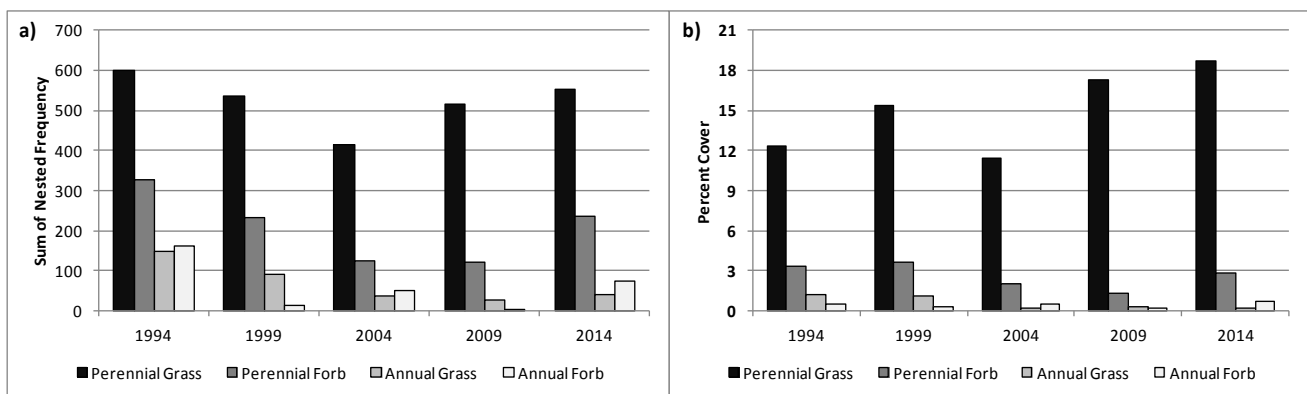 a)
Sum of Nested Frequency
700
600
500
400
300
200
100
0
1994 1999 2004 2009 2014
Perennial Grass Perennial Forb Annual Grass Annual Forb
b)
Percent Cover
21
18
15
12
9
6
3
0
1994 1999 2004 2009 2014
Perennial Grass Perennial Forb Annual Grass Annual Forb